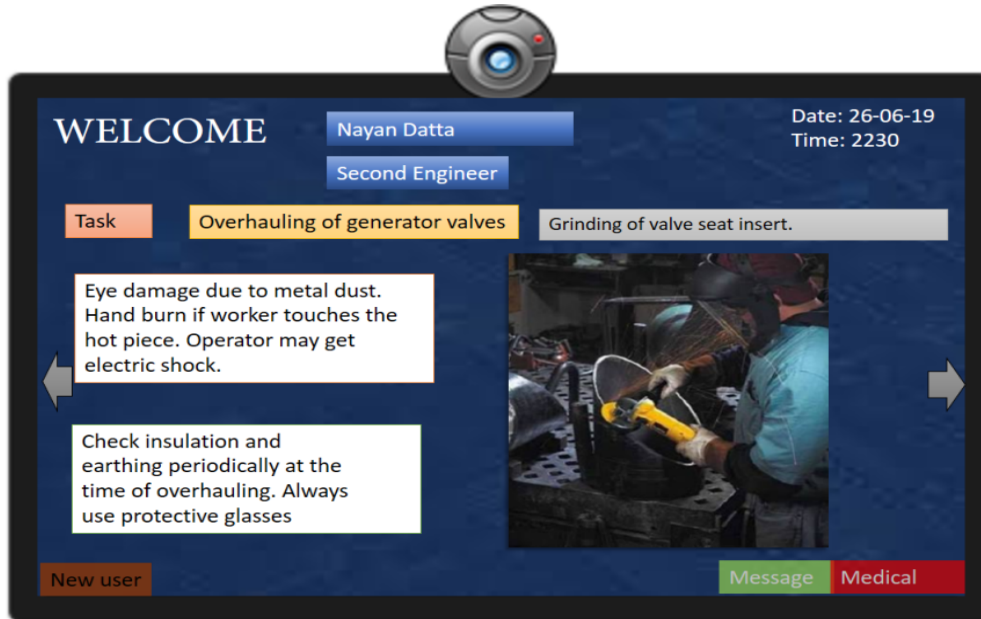 WELCOME
Nayan Datta
Second Engineer
Date: 26-06-19
Time: 2230
Task
Overhauling of generator valves
Grinding of valve seat insert.
Eye damage due to metal dust.
Hand burn if worker touches the
hot piece. Operator may get
electric shock.
Check insulation and
earthing periodically at the
time of overhauling. Always
use protective glasses
New user
Message
Medical